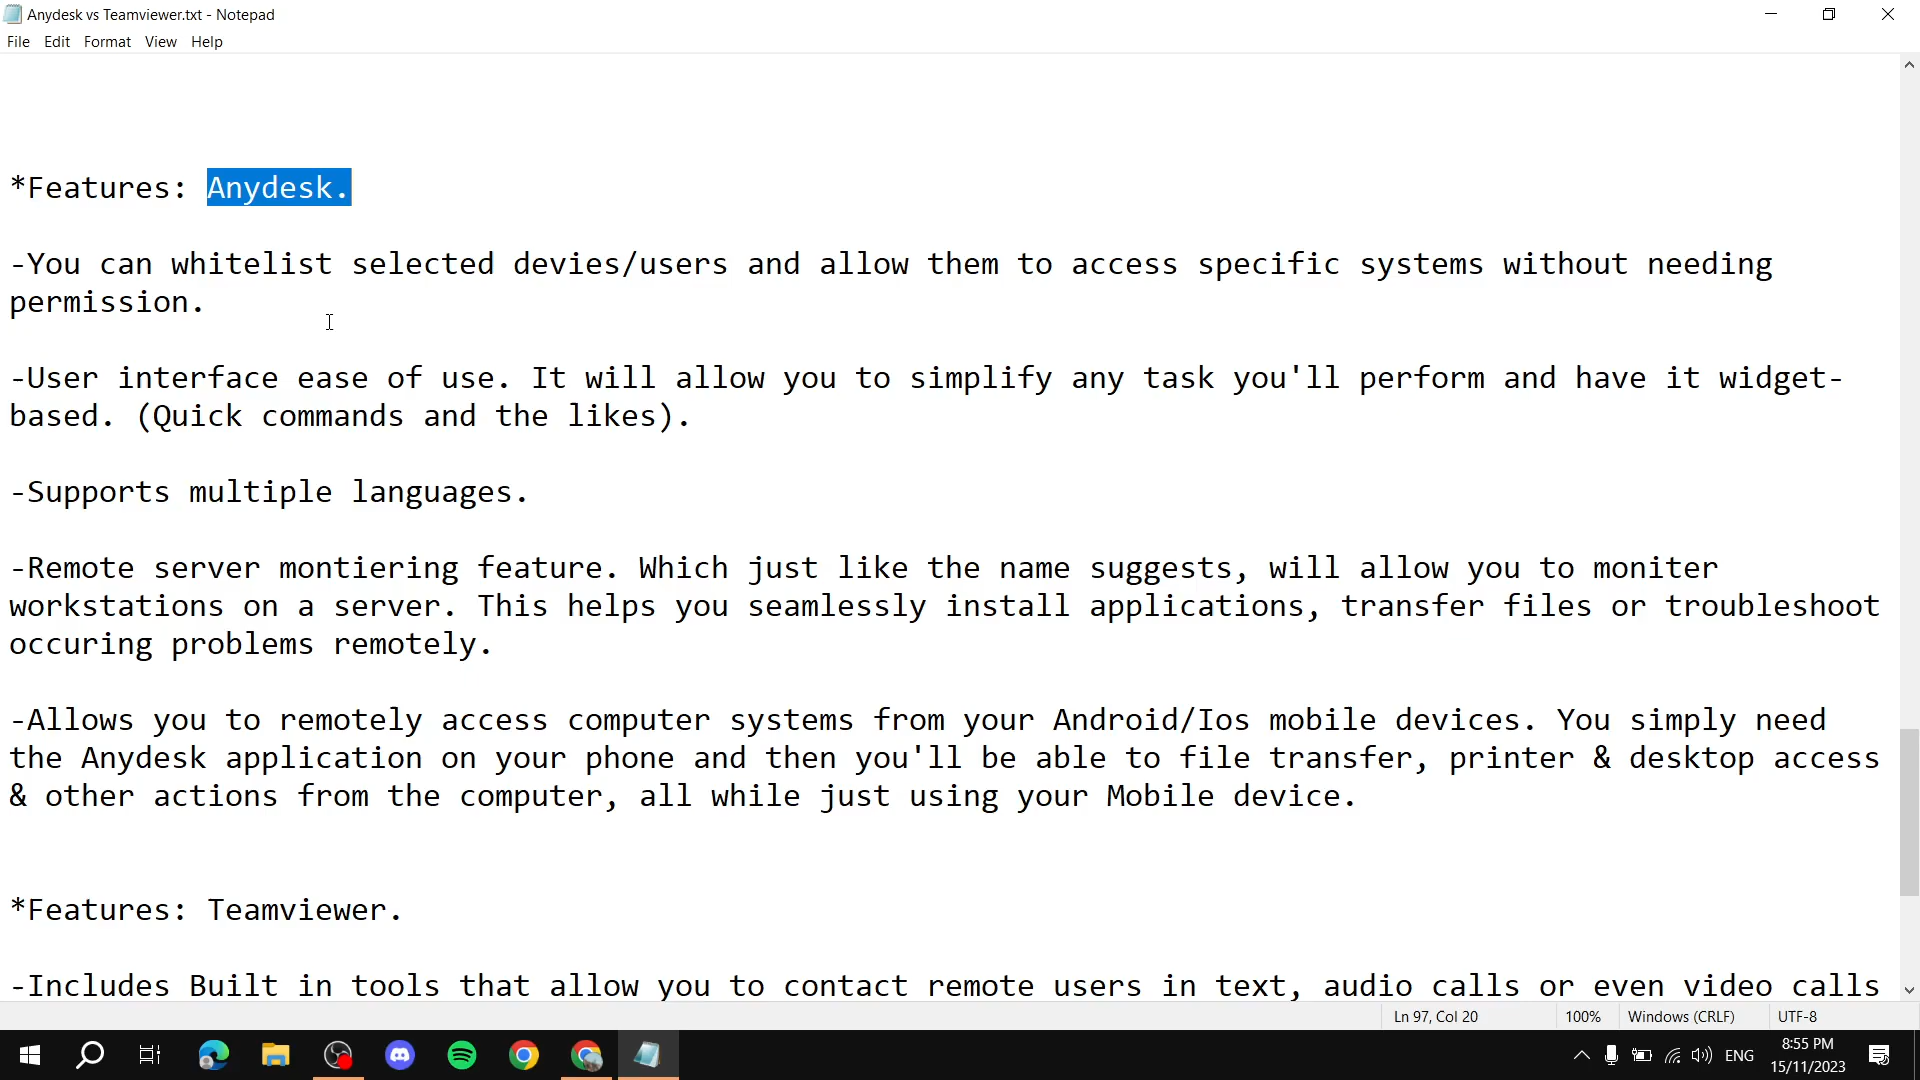 Anydesk vs Teamviewer.txt - Notepad
File Edit Format View Help
*Features: Anydesk.
-You can whitelist selected devies/users and allow them to access specific systems without needing
permission.
-User interface ease of use. It will allow you to simplify any task you'll perform and have it widget-
based. (Quick commands and the likes).
-Supports multiple languages.
-Remote server montiering feature. Which just like the name suggests, will allow you to moniter
workstations on a server. This helps you seamlessly install applications, transfer files or troubleshoot
occuring problems remotely.
-Allows you to remotely access computer systems from your Android/Ios mobile devices. You simply need
the Anydesk application on your phone and then you'll be able to file transfer, printer & desktop access
& other actions from the computer, all while just using your Mobile device.
*Features: Teamviewer.
-Includes Built in tools that allow you to contact remote users in text, audio calls or even video calls
Ln 97, Col 20 100% Windows (CRLF) UTF-8
ENG 8:55 PM
15/11/2023